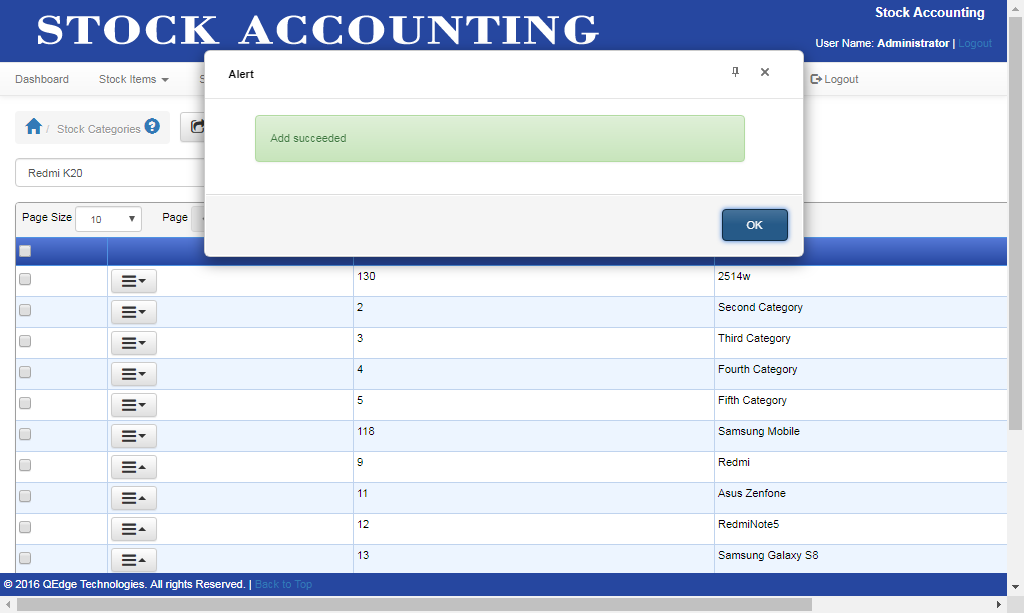 STOCK ACCOUNTING
Stock Accounting
User Name: Administrator | Logout
Dashboard Stock Items Logout
Alert
Add succeeded
OK
Stock Categories
Redmi K20
Page Size 10 Page
130 2514w
2 Second Category
3 Third Category
4 Fourth Category
5 Fifth Category
118 Samsung Mobile
9 Redmi
11 Asus Zenfone
12 RedmiNote5
13 Samsung Galaxy S8
© 2016 QEdge Technologies. All rights Reserved. | Back to Top